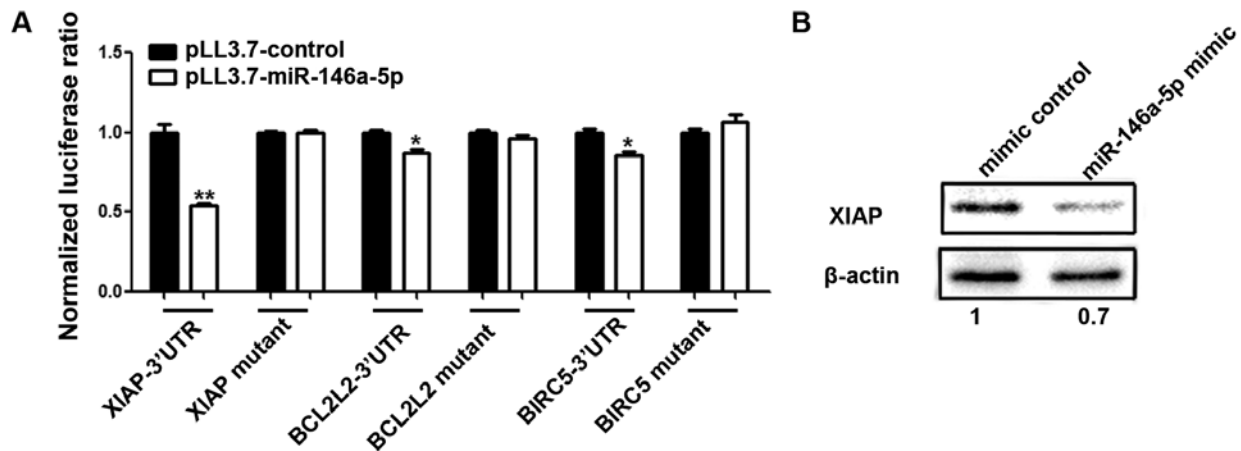 A
Normalized luciferase ratio
1.5
1.0
0.5
0.0
pLL3.7-control
pLL3.7-miR-146a-5p
**
*
*
XIAP-3'UTR
XIAP mutant
BCL2L2-3'UTR
BCL2L2 mutant
BIRC5-3'UTR
BIRC5 mutant
B
mimic control
miR-146a-5p mimic
XIAP
β-actin
1 0.7